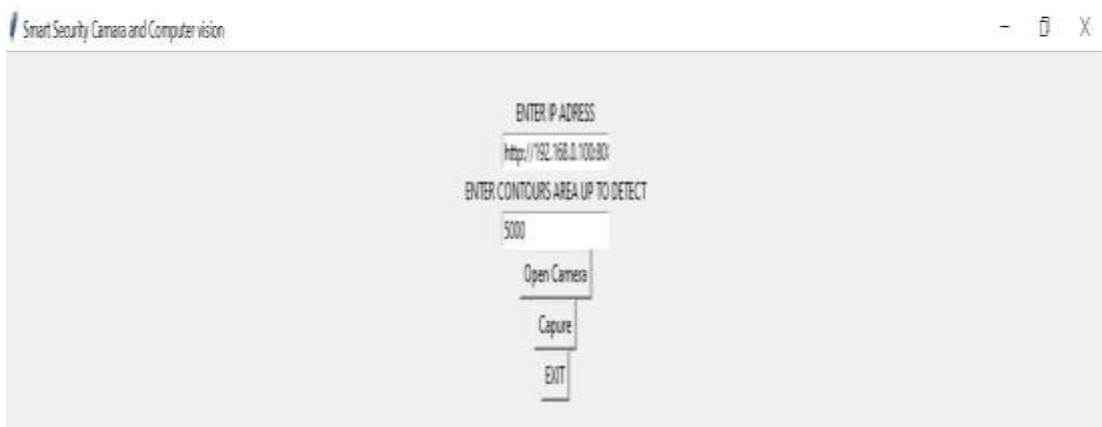 Smart Security Camara and Computer vision
ENTER IP ADRESS
http://192.168.0.100:80
ENTER CONTOURS AREA UP TO DETECT
5000
Open Camera
Capure
EXIT